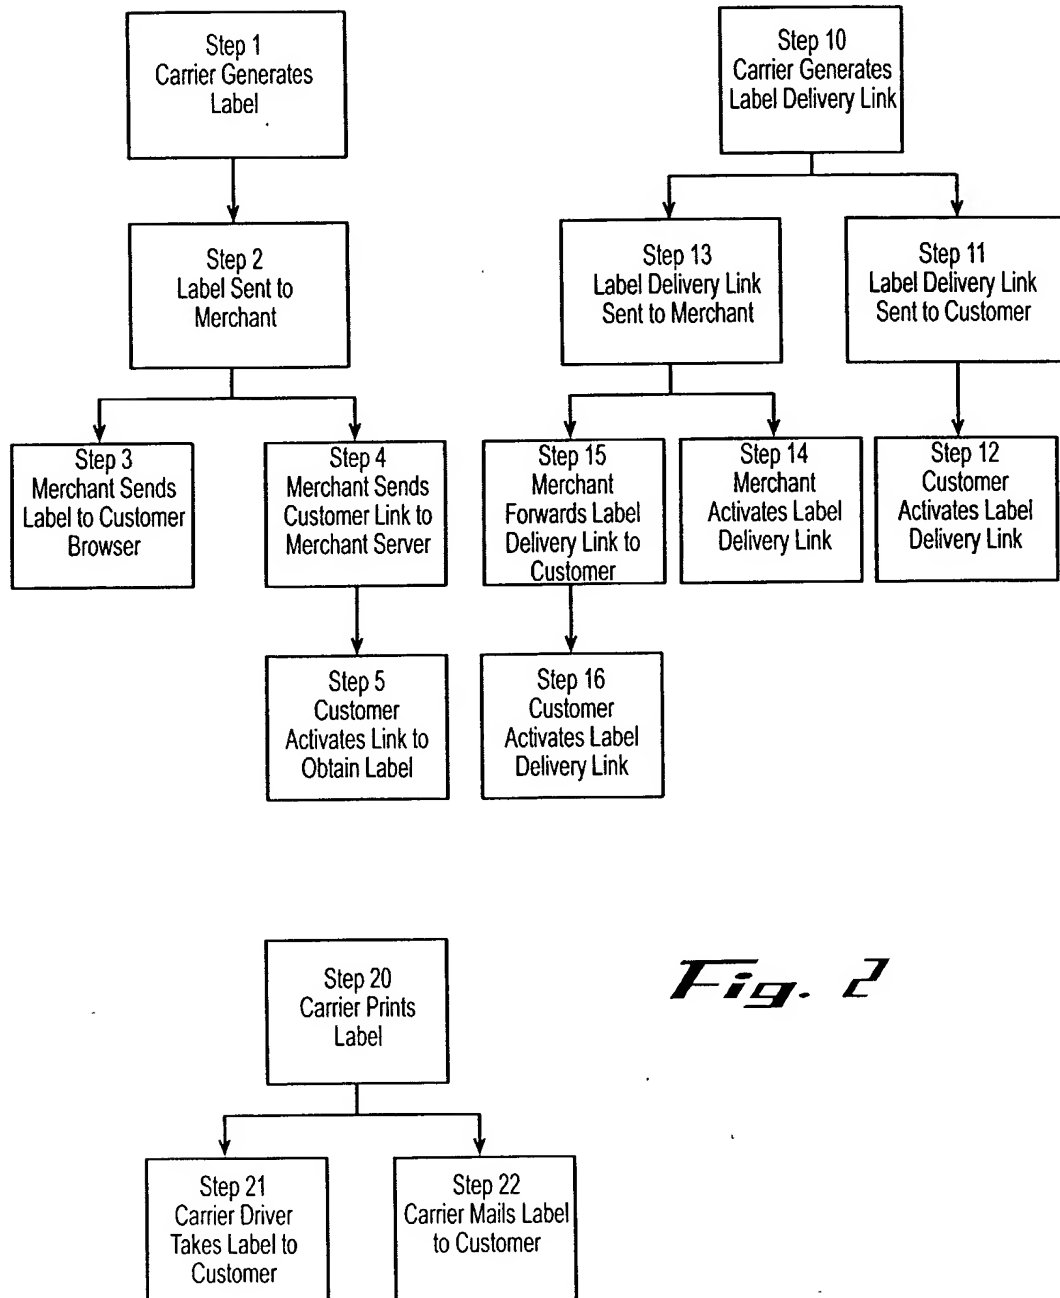 Step 1
Carrier Generates
Label
Step 10
Carrier Generates
Label Delivery Link
Step 2
Label Sent to
Merchant
Step 13
Label Delivery Link
Sent to Merchant
Step 11
Label Delivery Link
Sent to Customer
Step 3
Merchant Sends
Label to Customer
Browser
Step 4
Merchant Sends
Customer Link to
Merchant Server
Step 15
Merchant
Forwards Label
Delivery Link to
Customer
Step 14
Merchant
Activates Label
Delivery Link
Step 12
Customer
Activates Label
Delivery Link
Step 5
Customer
Activates Link to
Obtain Label
Step 16
Customer
Activates Label
Delivery Link
Step 20
Carrier Prints
Label
Fig. 2
Step 21
Carrier Driver
Takes Label to
Customer
Step 22
Carrier Mails Label
to Customer